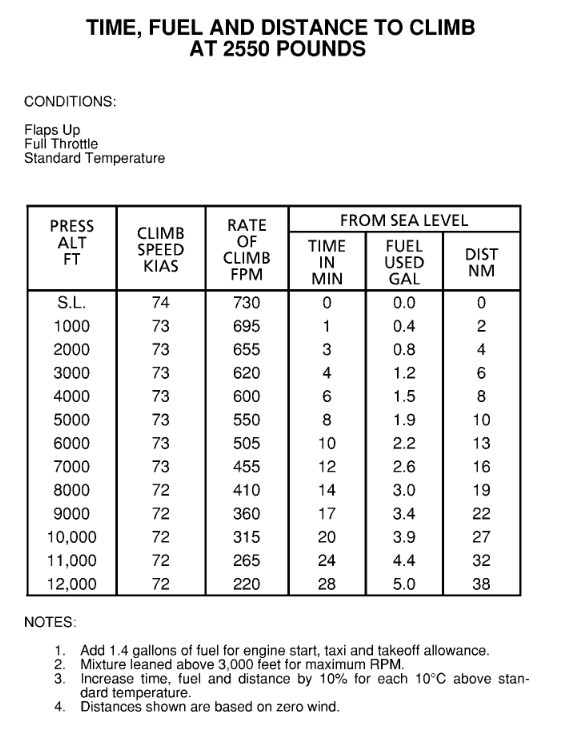 TIME, FUEL AND DISTANCE TO CLIMB
AT 2550 POUNDS
CONDITIONS:
Flaps Up
Full Throttle
Standard Temperature
PRESS ALT FT CLIMB SPEED KIAS RATE OF CLIMB FPM FROM SEA LEVEL
TIME IN MIN FUEL USED GAL DIST NM
S.L. 74 730 0 0.0 0
1000 73 695 1 0.4 2
2000 73 655 3 0.8 4
3000 73 620 4 1.2 6
4000 73 600 6 1.5 8
5000 73 550 8 1.9 10
6000 73 505 10 2.2 13
7000 73 455 12 2.6 16
8000 72 410 14 3.0 19
9000 72 360 17 3.4 22
10,000 72 315 20 3.9 27
11,000 72 265 24 4.4 32
12,000 72 220 28 5.0 38
NOTES:
1. Add 1.4 gallons of fuel for engine start, taxi and takeoff allowance.
2. Mixture leaned above 3,000 feet for maximum RPM.
3. Increase time, fuel and distance by 10% for each 10°C above stan-
dard temperature.
4. Distances shown are based on zero wind.